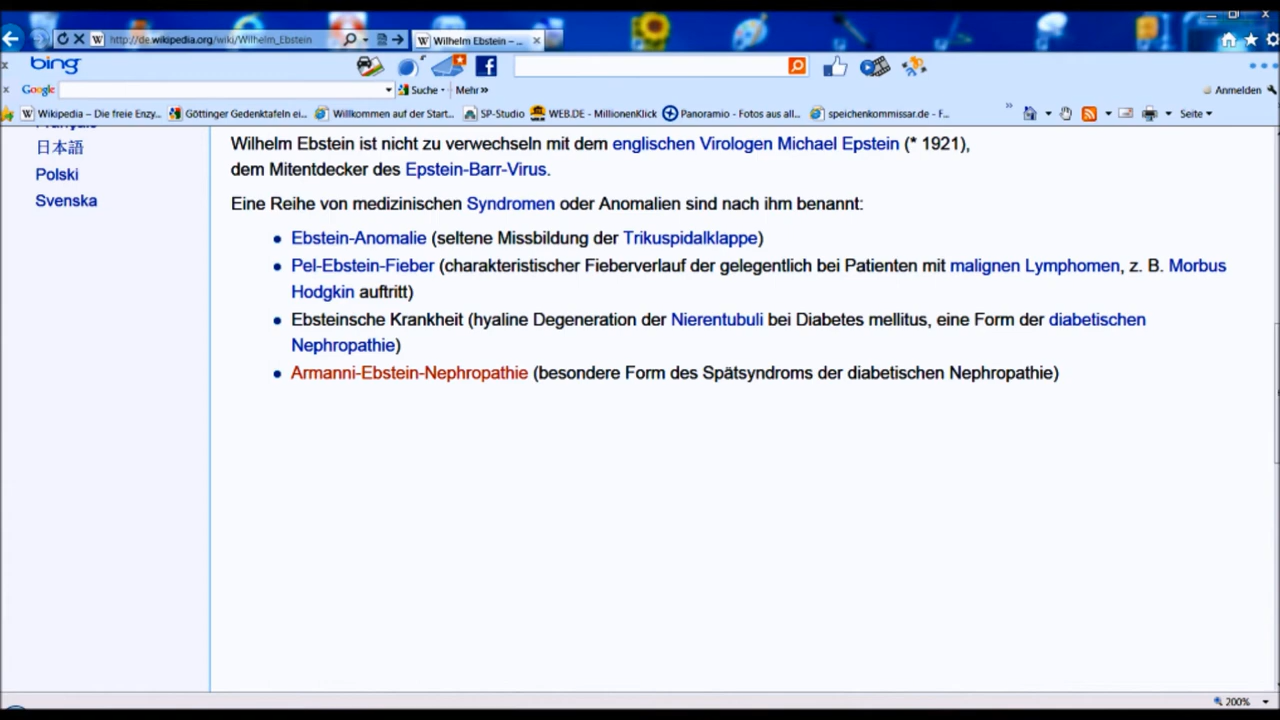 http://de.wikipedia.org/wiki/Wilhelm_Ebstein
Wilhelm Ebstein – ...
bing
Google
Suche
Mehr »
Anmelden
Wikipedia – Die freie Enzy...
Göttinger Gedenktafeln ei...
Willkommen auf der Start...
SP-Studio
WEB.DE - MillionenKlick
Panoramio - Fotos aus all...
speichenkommissar.de - F...
Seite
Français
日本語
Polski
Svenska
Wilhelm Ebstein ist nicht zu verwechseln mit dem englischen Virologen Michael Epstein (* 1921),
dem Mitentdecker des Epstein-Barr-Virus.
Eine Reihe von medizinischen Syndromen oder Anomalien sind nach ihm benannt:
Ebstein-Anomalie (seltene Missbildung der Trikuspidalklappe)
Pel-Ebstein-Fieber (charakteristischer Fieberverlauf der gelegentlich bei Patienten mit malignen Lymphomen, z. B. Morbus
Hodgkin auftritt)
Ebsteinsche Krankheit (hyaline Degeneration der Nierentubuli bei Diabetes mellitus, eine Form der diabetischen
Nephropathie)
Armanni-Ebstein-Nephropathie (besondere Form des Spätsyndroms der diabetischen Nephropathie)
200%